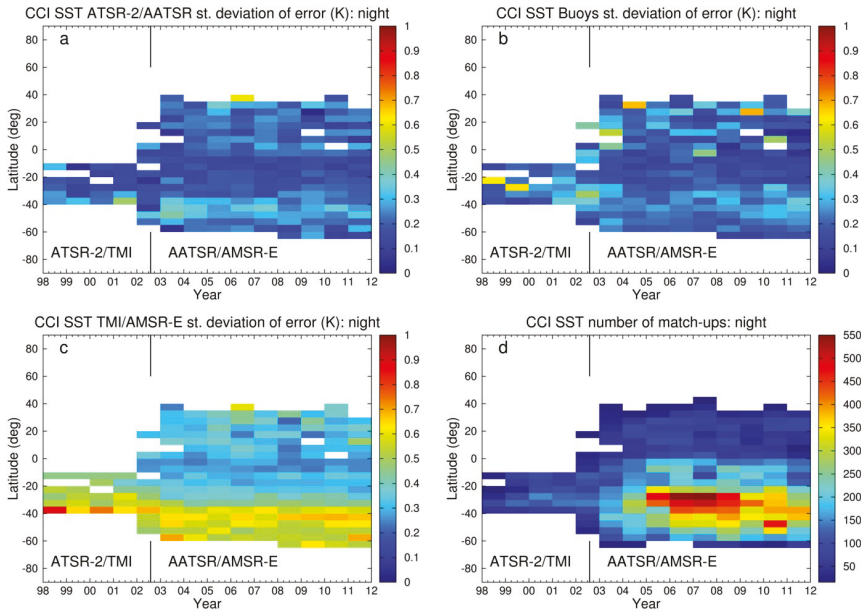 CCI SST ATSR-2/AATSR st. deviation of error (K): night
a
80
60
40
20
0
-20
-40
-60
-80
Latitude (deg)
ATSR-2/TMI
AATSR/AMSR-E
98 99 00 01 02 03 04 05 06 07 08 09 10 11 12
Year
1
0.9
0.8
0.7
0.6
0.5
0.4
0.3
0.2
0.1
0
CCI SST Buoys st. deviation of error (K): night
b
80
60
40
20
0
-20
-40
-60
-80
Latitude (deg)
ATSR-2/TMI
AATSR/AMSR-E
98 99 00 01 02 03 04 05 06 07 08 09 10 11 12
Year
1
0.9
0.8
0.7
0.6
0.5
0.4
0.3
0.2
0.1
0
CCI SST TMI/AMSR-E st. deviation of error (K): night
c
80
60
40
20
0
-20
-40
-60
-80
Latitude (deg)
ATSR-2/TMI
AATSR/AMSR-E
98 99 00 01 02 03 04 05 06 07 08 09 10 11 12
Year
1
0.9
0.8
0.7
0.6
0.5
0.4
0.3
0.2
0.1
0
CCI SST number of match-ups: night
d
80
60
40
20
0
-20
-40
-60
-80
Latitude (deg)
ATSR-2/TMI
AATSR/AMSR-E
98 99 00 01 02 03 04 05 06 07 08 09 10 11 12
Year
550
500
450
400
350
300
250
200
150
100
50